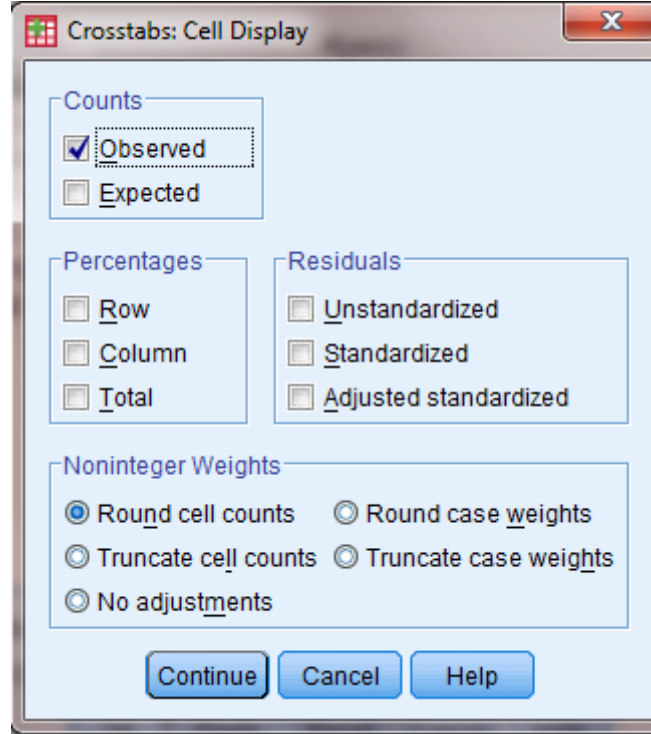 Crosstabs: Cell Display
Counts
Observed
Expected
Percentages
Row
Column
Total
Residuals
Unstandardized
Standardized
Adjusted standardized
Noninteger Weights
Round cell counts Round case weights
Truncate cell counts Truncate case weights
No adjustments
Continue Cancel Help